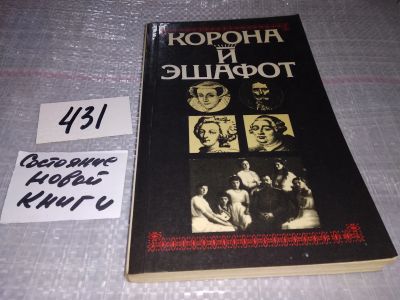 КОРОНА
И
ЭШАФОТ
431
Состояние
новой
книги